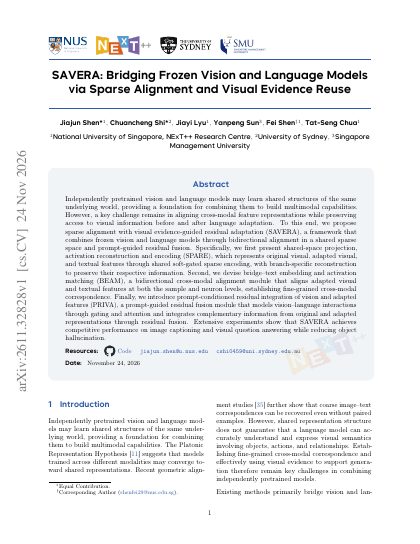 NUS
NExT++
THE UNIVERSITY OF
SYDNEY
SMU
SAVERA: Bridging Frozen Vision and Language Models
via Sparse Alignment and Visual Evidence Reuse
Jiajun Shen*¹, Chuancheng Shi*², Jiayi Lyu¹, Yanpeng Sun³, Fei Shen†¹, Tat-Seng Chua¹
¹National University of Singapore, NExT++ Research Centre, ²University of Sydney, ³Singapore
Management University
arXiv:2611.32828v1 [cs.CV] 24 Nov 2026
Abstract
Independently pretrained vision and language models may learn shared structures of the same
underlying world, providing a foundation for combining them to build multimodal capabilities.
However, a key challenge remains in aligning cross-modal feature representations while preserving
access to visual information before and after language adaptation. To this end, we propose
sparse alignment with visual evidence-guided residual adaptation (SAVERA), a framework that
combines frozen vision and language models through bidirectional alignment in a shared sparse
space and prompt-guided residual fusion. Specifically, we first present shared-space projection,
activation reconstruction and encoding (SPARE), which represents original visual, adapted visual,
and textual features through shared soft-gated sparse encoding, with branch-specific reconstruction
to preserve their respective information. Second, we devise bridge-text embedding and activation
matching (BEAM), a bidirectional cross-modal alignment module that aligns adapted visual
and textual features at both the sample and neuron levels, establishing fine-grained cross-modal
correspondence. Finally, we introduce prompt-conditioned residual integration of vision and adapted
features (PRIVA), a prompt-guided residual fusion module that models vision-language interactions
through gating and attention and integrates complementary information from original and adapted
representations through residual fusion. Extensive experiments show that SAVERA achieves
competitive performance on image captioning and visual question answering while reducing object
hallucination.
Resources: Code jiajun.shen@u.nus.edu cshi0459@uni.sydney.edu.au
Date: November 24, 2026
NExT++
1 Introduction
Independently pretrained vision and language mod-
els may learn shared structures of the same under-
lying world, providing a foundation for combining
them to build multimodal capabilities. The Platonic
Representation Hypothesis [11] suggests that models
trained across different modalities may converge to-
ward shared representations. Recent geometric align-
*Equal Contribution.
†Corresponding Author (shenfei29@nus.edu.sg).
ment studies [35] further show that coarse image-text
correspondences can be recovered even without paired
examples. However, shared representation structure
does not guarantee that a language model can ac-
curately understand and express visual semantics
involving objects, actions, and relationships. Estab-
lishing fine-grained cross-modal correspondence and
effectively using visual evidence to support genera-
tion therefore remain key challenges in combining
independently pretrained models.
Existing methods primarily bridge vision and lan-
1